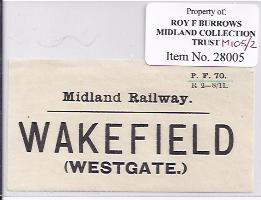 Property of:
ROY F BURROWS
MIDLAND COLLECTION
TRUST M105/2
Item No. 28005
P. F. 70.
R 2—8/11.
Midland Railway.
WAKEFIELD
(WESTGATE.)